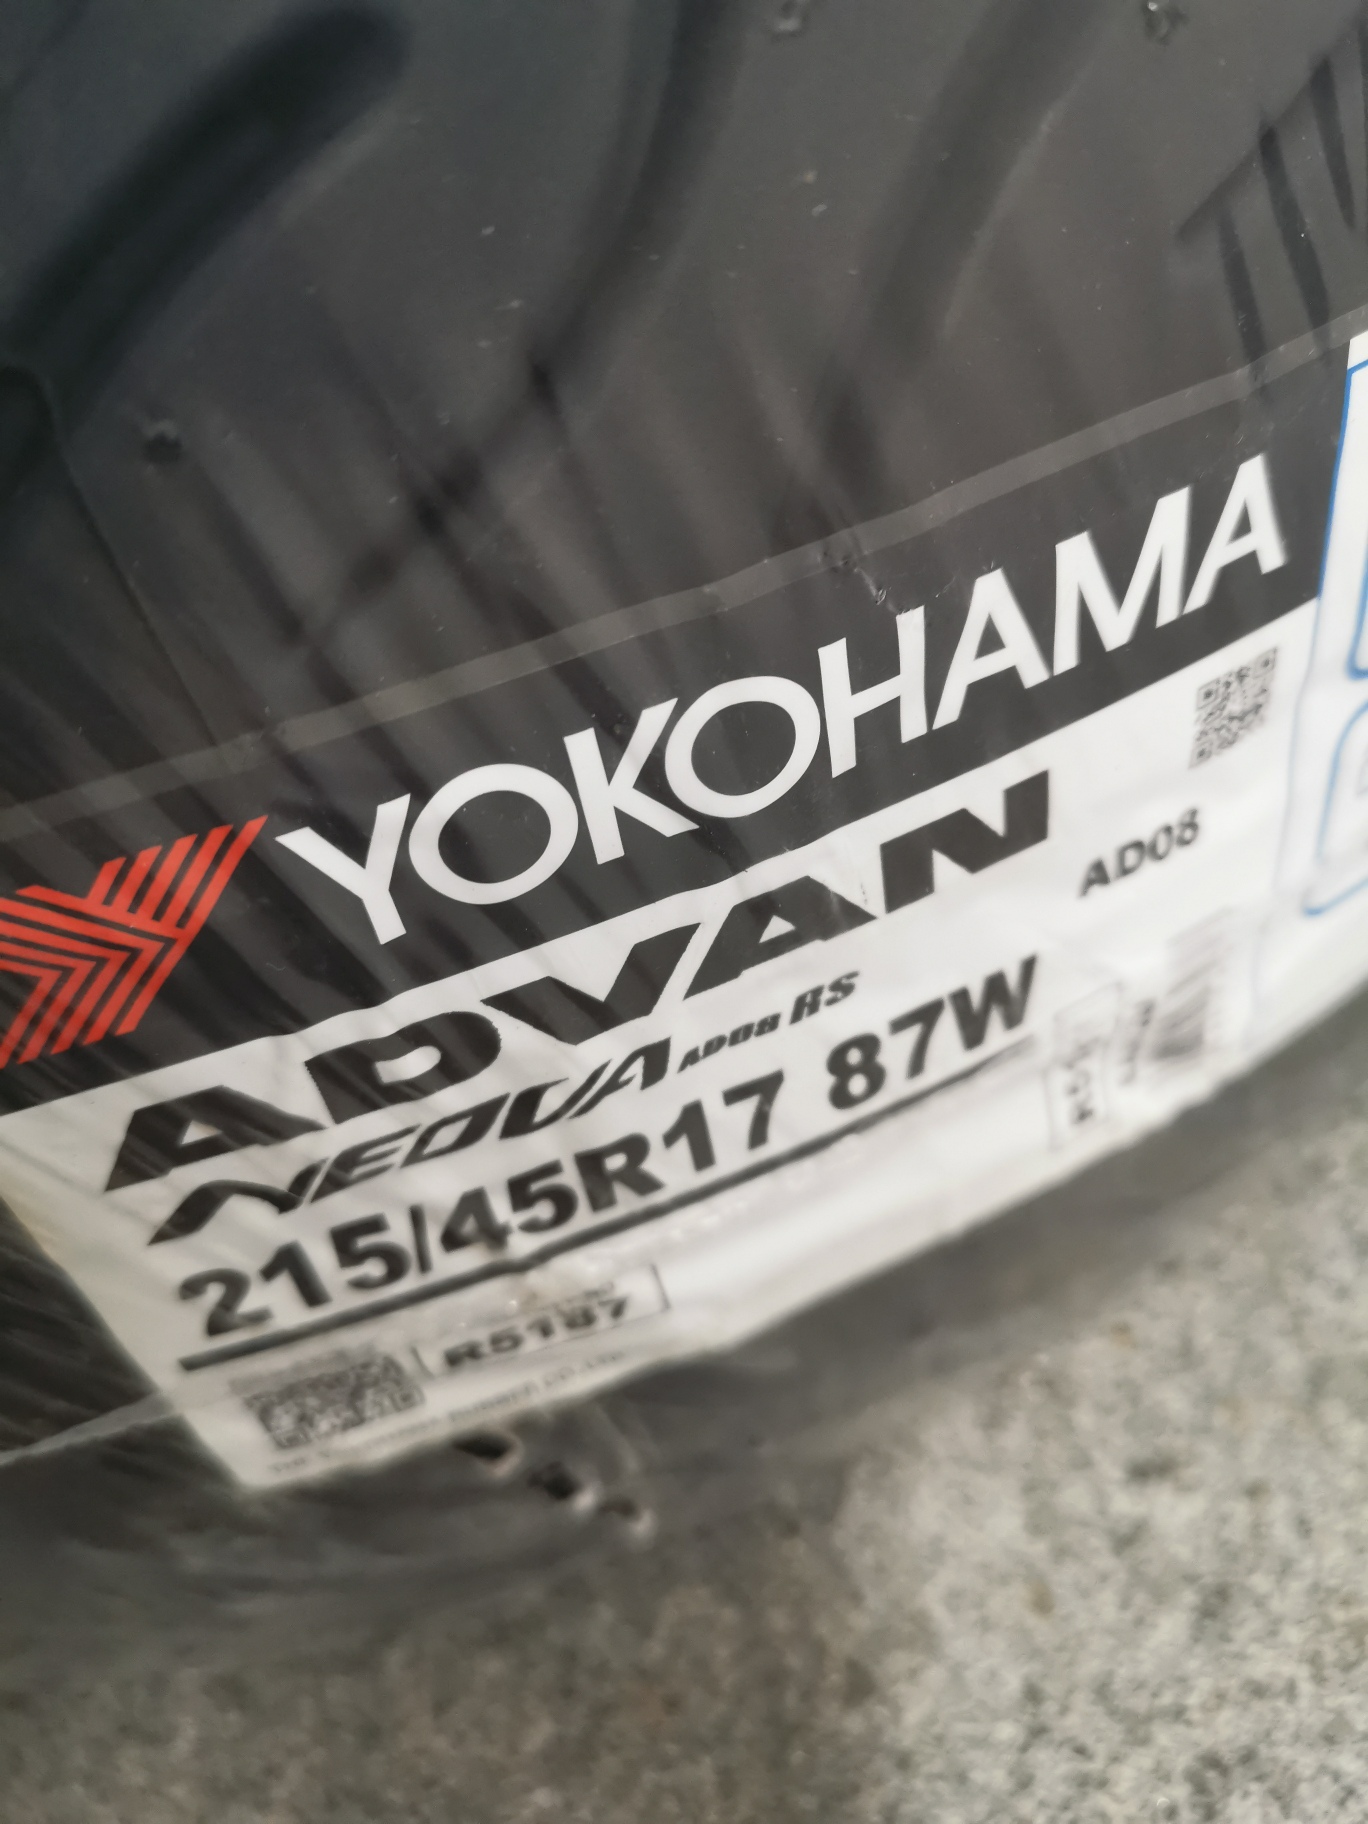 YOKOHAMA
ADVAN
AD08
NEOVA AD08 RS
215/45R17 87W
R5187